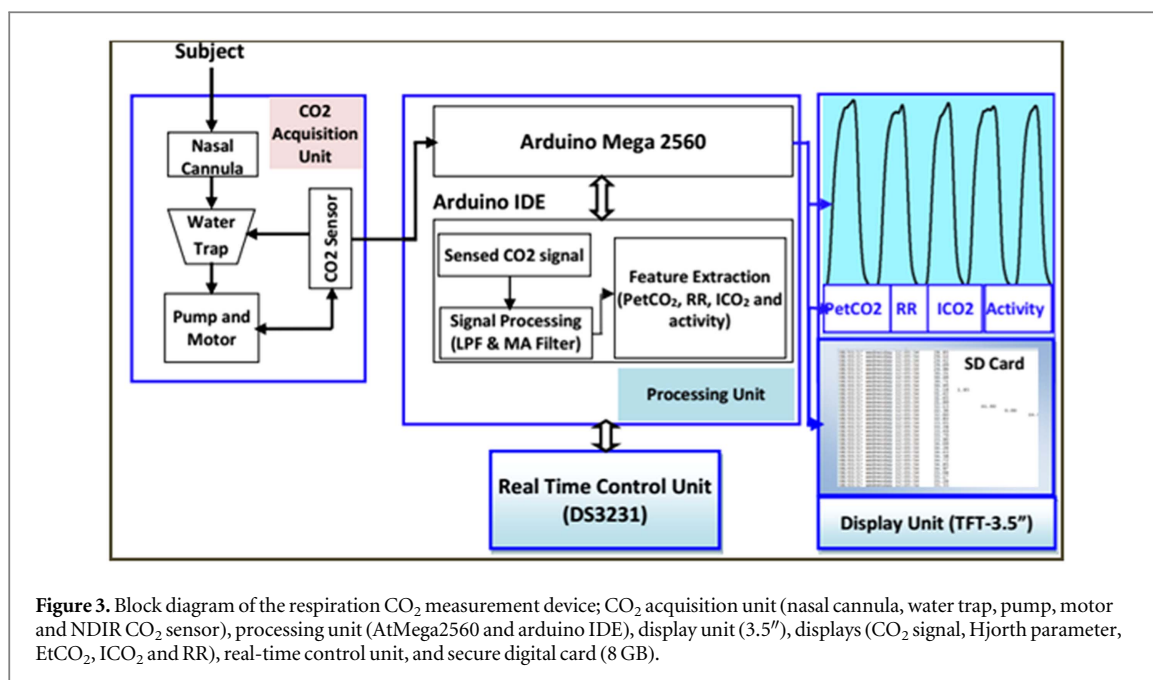 Subject
CO2
Acquisition
Unit
Nasal
Cannula
Water
Trap
CO2 Sensor
Pump and
Motor
Arduino Mega 2560
Arduino IDE
Sensed CO2 signal
Signal Processing
(LPF & MA Filter)
Feature Extraction
(PetCO₂, RR, ICO₂ and
activity)
Processing Unit
Real Time Control Unit
(DS3231)
PetCO2 RR ICO2 Activity
SD Card
Display Unit (TFT-3.5″)
Figure 3. Block diagram of the respiration CO₂ measurement device; CO₂ acquisition unit (nasal cannula, water trap, pump, motor
and NDIR CO₂ sensor), processing unit (AtMega2560 and arduino IDE), display unit (3.5″), displays (CO₂ signal, Hjorth parameter,
EtCO₂, ICO₂ and RR), real-time control unit, and secure digital card (8 GB).